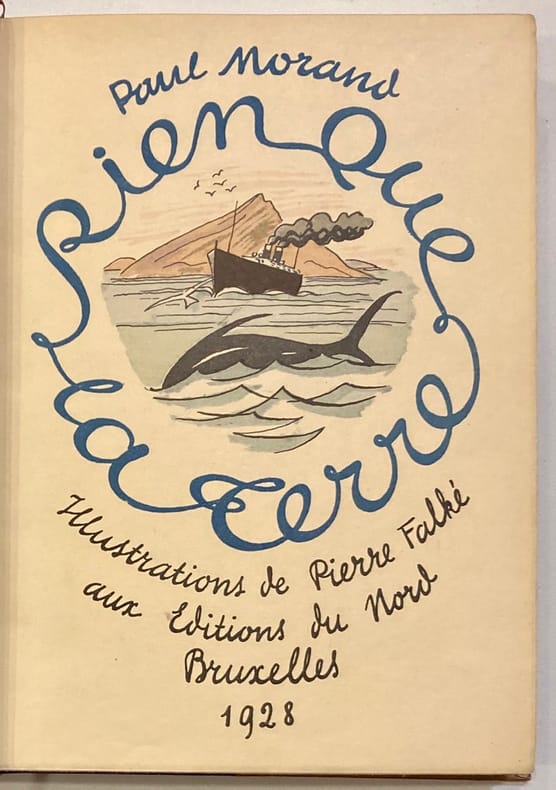 Paul Morand
Rien Que
la Terre
Illustrations de Pierre Falké
aux Editions du Nord
Bruxelles
1928